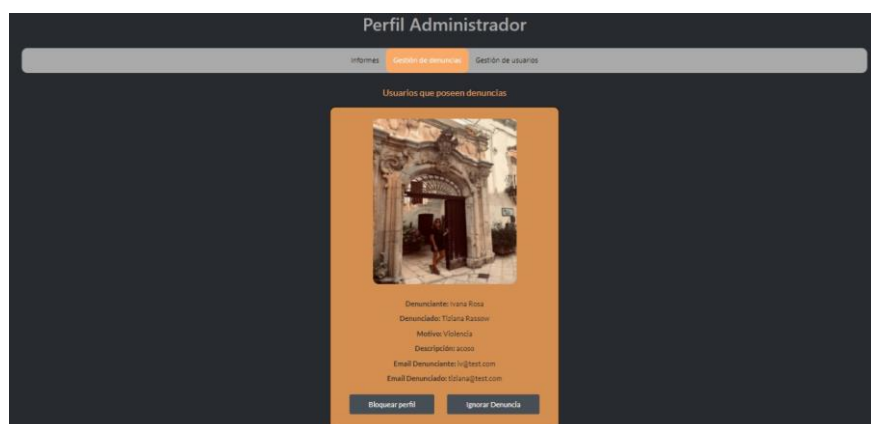 Perfil Administrador
Informes Gestión de denuncias Gestión de usuarios
Usuarios que poseen denuncias
Denunciante: Ivana Rosa
Denunciado: Tiziana Rassow
Motivo: Violencia
Descripción: acoso
Email Denunciante: iv@test.com
Email Denunciado: tiziana@test.com
Bloquear perfil Ignorar Denuncia